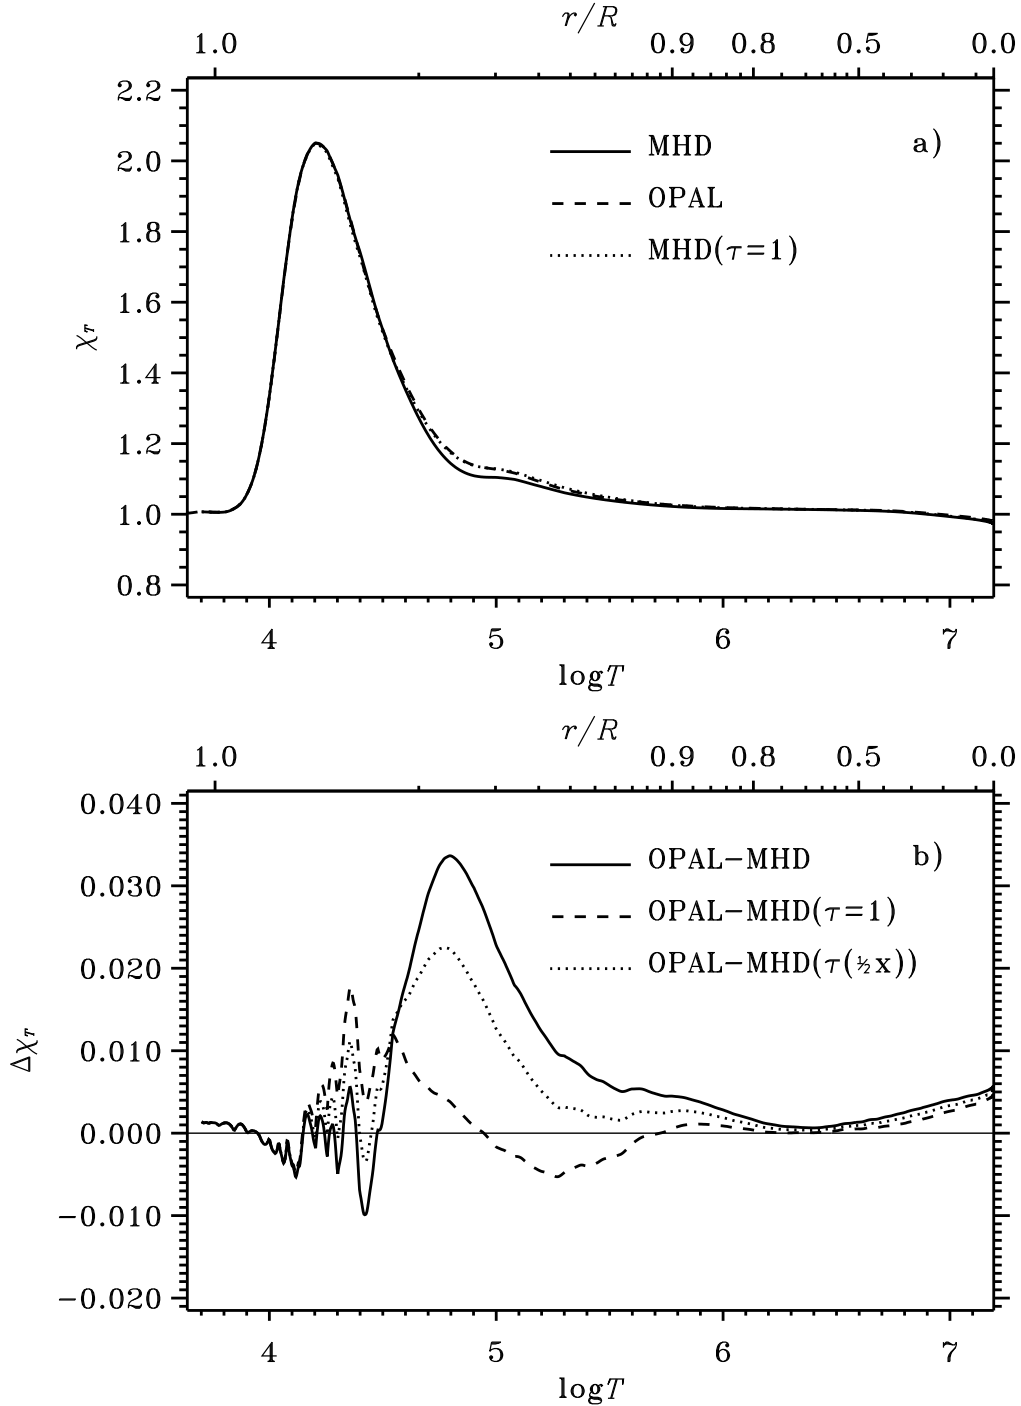 r/R
1.0 0.9 0.8 0.5 0.0
2.2
2.0
1.8
1.6
1.4
1.2
1.0
0.8
χT
MHD
OPAL
MHD(τ=1)
a)
4 5 6 7
logT
r/R
1.0 0.9 0.8 0.5 0.0
0.040
0.030
0.020
0.010
0.000
−0.010
−0.020
ΔχT
OPAL−MHD
OPAL−MHD(τ=1)
OPAL−MHD(τ(½x))
b)
4 5 6 7
logT